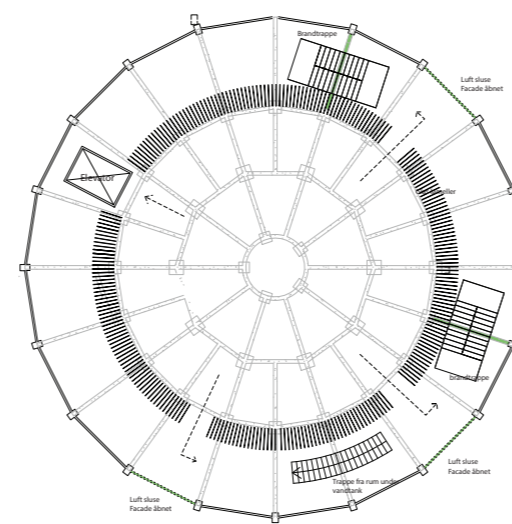 Brandtrappe
Luft sluse
Facade åbnet
Elevator
brandtrappe
Luft sluse
Facade åbnet
Trappe fra rum under
vandtank
Luft sluse
Facade åbnet